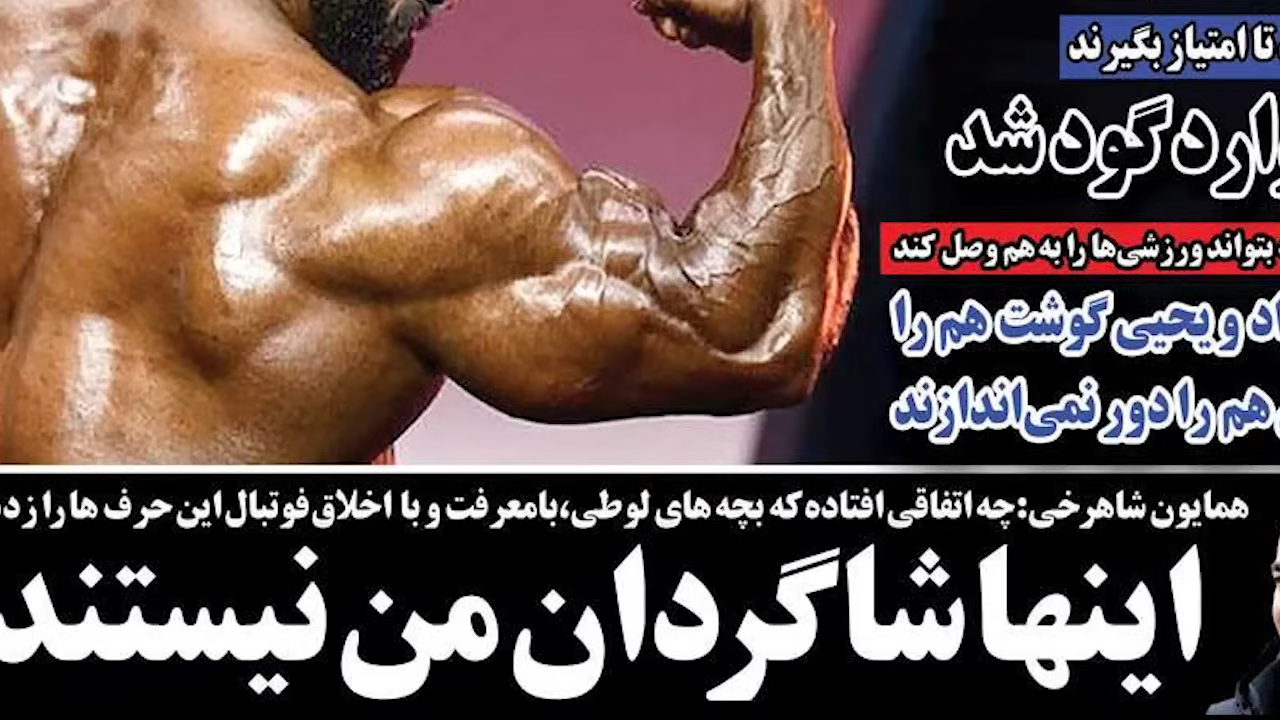 تا امتیاز بگیرند
وارد گود شد
بتواند ورزشی‌ها را به هم وصل کند
و یحیی گوشت هم را
هم را دور نمی‌اندازند
همایون شاهرخی: چه اتفاقی افتاده که بچه های لوطی، بامعرفت و با اخلاق فوتبال این حرف ها را
اینها شاگردان من نیستند